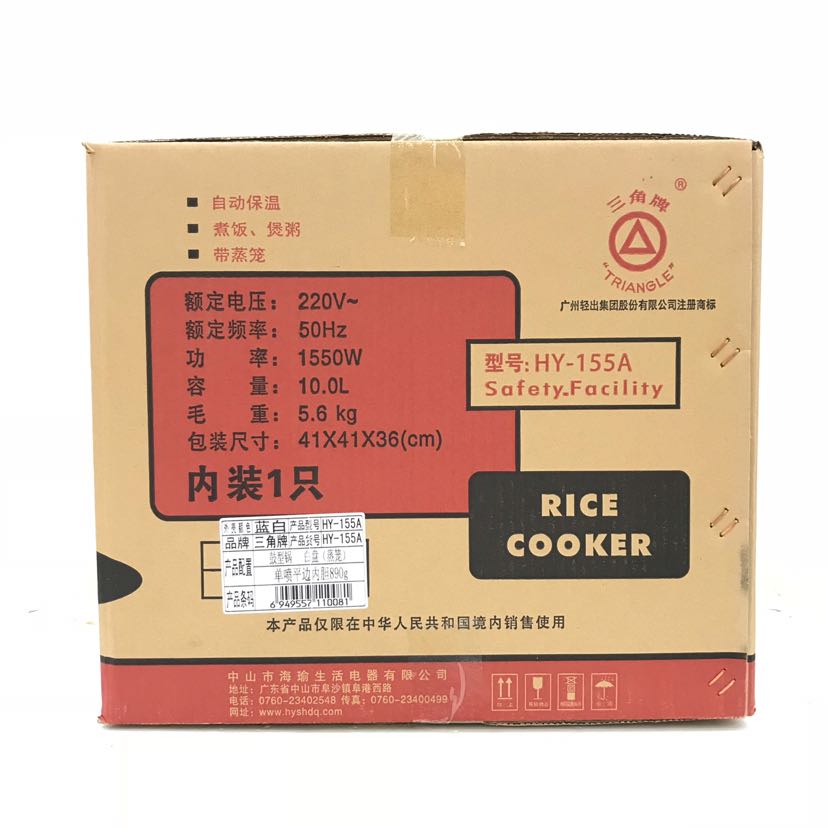 ■ 自动保温
■ 煮饭、煲粥
■ 带蒸笼
三角牌®
"TRIANGLE"
广州轻出集团股份有限公司注册商标
额定电压：220V~
额定频率：50Hz
功 率：1550W
容 量：10.0L
毛 重：5.6 kg
包装尺寸：41X41X36(cm)
内装1只
型号: HY-155A
Safety.Facility
RICE
COOKER
外壳颜色 蓝白 产品型号 HY-155A
品牌 三角牌 产品货号 HY-155A
产品配置 鼓型锅 白盘（蒸笼）
单喷平边内胆890g
产品条码 6 949557 110081
本产品仅限在中华人民共和国境内销售使用
中山市海瑜生活电器有限公司
地址：广东省中山市阜沙镇阜港西路
电话：0760-23402548 传真：0760-23400499
网址：www.hyshdq.com